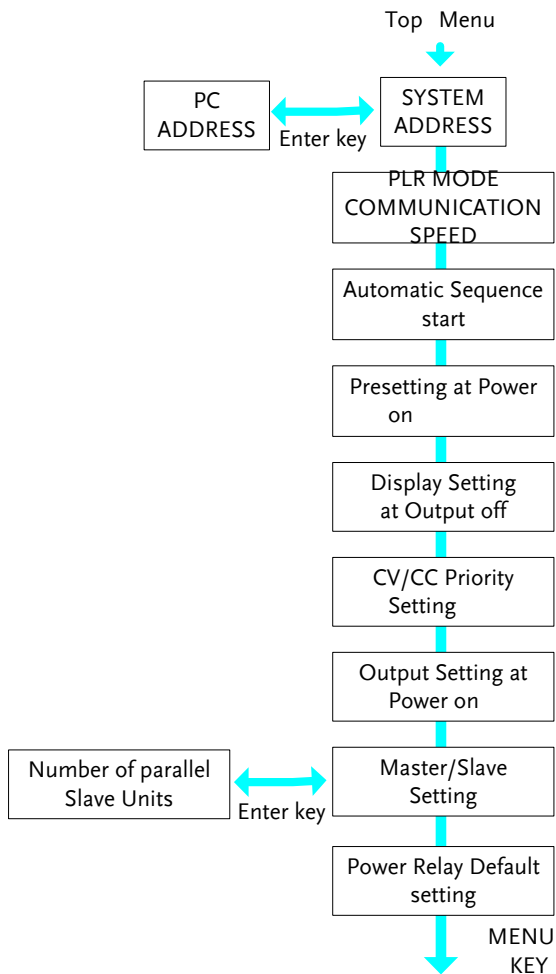 Top Menu
PC
ADDRESS
Enter key
SYSTEM
ADDRESS
PLR MODE
COMMUNICATION
SPEED
Automatic Sequence
start
Presetting at Power
on
Display Setting
at Output off
CV/CC Priority
Setting
Output Setting at
Power on
Number of parallel
Slave Units
Enter key
Master/Slave
Setting
Power Relay Default
setting
MENU
KEY